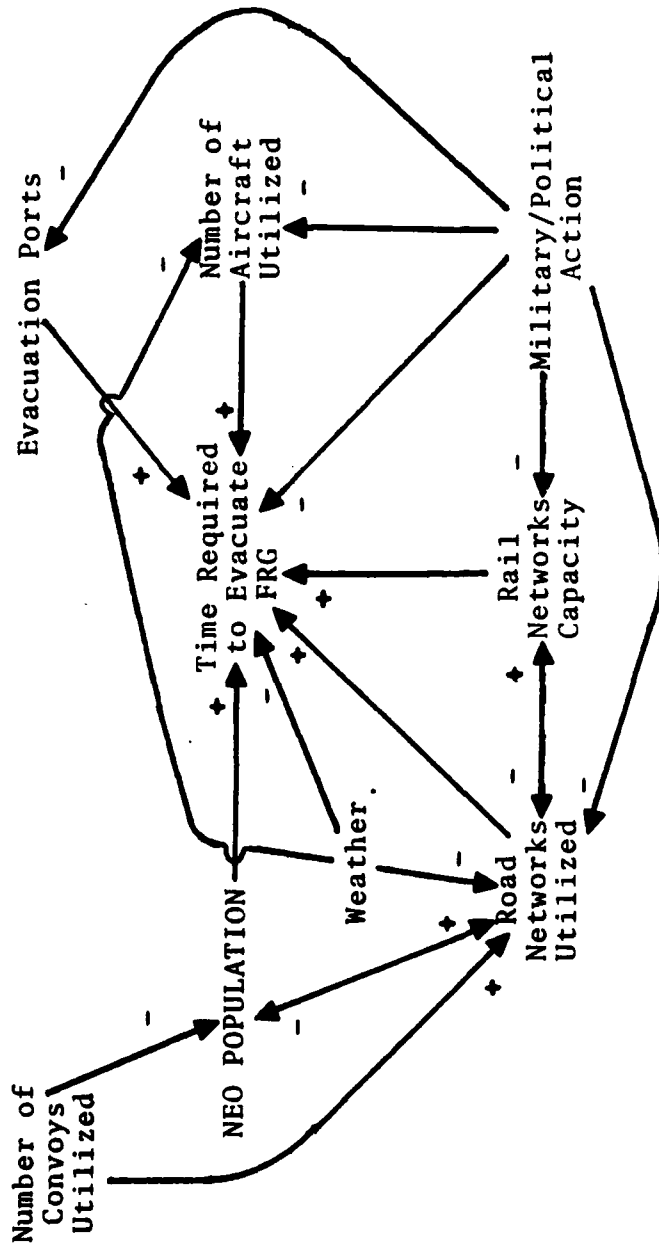 Evacuation Ports
-
Number of
Convoys
Utilized
-
-
Number of
Aircraft
Utilized
-
+
+
Time Required
to Evacuate
FRG
NEO POPULATION
+
-
-
-
+
+
Weather.
-
+
+
Road
Networks
Utilized
-
+
-
Rail
Networks
Capacity
-
Military/Political
Action